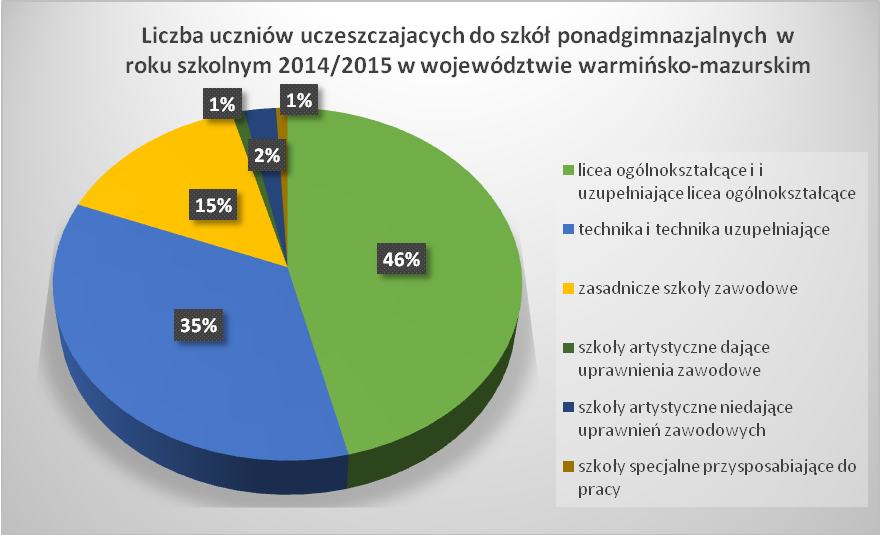 Liczba uczniów uczeszczajacych do szkół ponadgimnazjalnych w
roku szkolnym 2014/2015 w województwie warmińsko-mazurskim
1%
1%
2%
15%
46%
35%
licea ogólnokształcące i i
uzupełniające licea ogólnokształcące
technika i technika uzupełniające
zasadnicze szkoły zawodowe
szkoły artystyczne dające
uprawnienia zawodowe
szkoły artystyczne niedające
uprawnień zawodowych
szkoły specjalne przysposabiające do
pracy